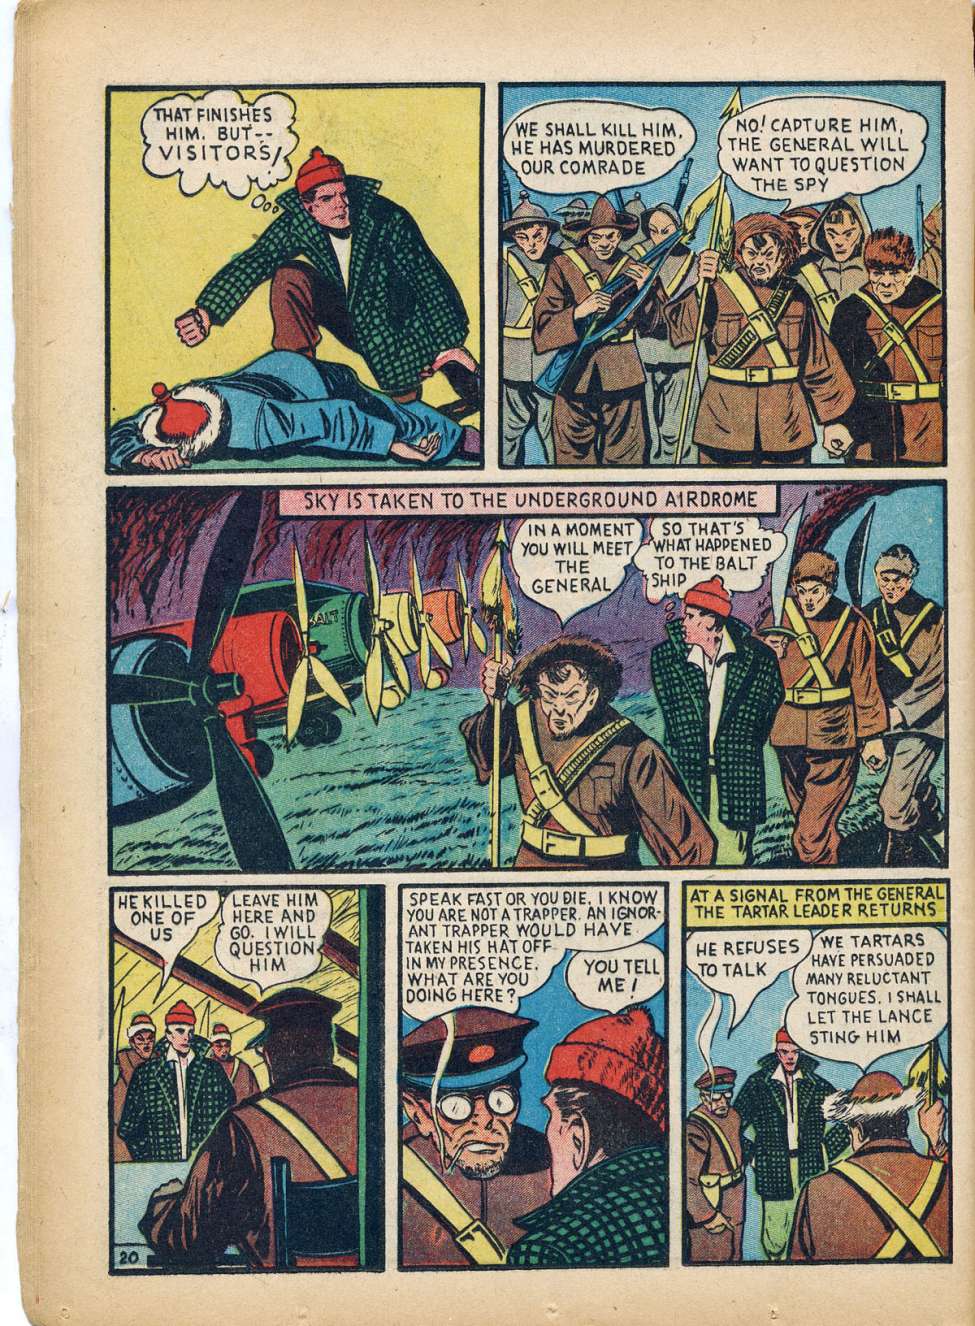 THAT FINISHES
HIM. BUT--
VISITORS!
WE SHALL KILL HIM,
HE HAS MURDERED
OUR COMRADE
NO! CAPTURE HIM,
THE GENERAL WILL
WANT TO QUESTION
THE SPY
SKY IS TAKEN TO THE UNDERGROUND AIRDROME
BALT
IN A MOMENT
YOU WILL MEET
THE
GENERAL
SO THAT'S
WHAT HAPPENED
TO THE BALT
SHIP
HE KILLED
ONE OF
US
LEAVE HIM
HERE AND
GO. I WILL
QUESTION
HIM
20
SPEAK FAST OR YOU DIE. I KNOW
YOU ARE NOT A TRAPPER. AN IGNOR-
ANT TRAPPER WOULD HAVE
TAKEN HIS HAT OFF
IN MY PRESENCE.
WHAT ARE YOU
DOING HERE?
YOU TELL
ME!
AT A SIGNAL FROM THE GENERAL
THE TARTAR LEADER RETURNS
HE REFUSES
TO TALK
WE TARTARS
HAVE PERSUADED
MANY RELUCTANT
TONGUES. I SHALL
LET THE LANCE
STING HIM